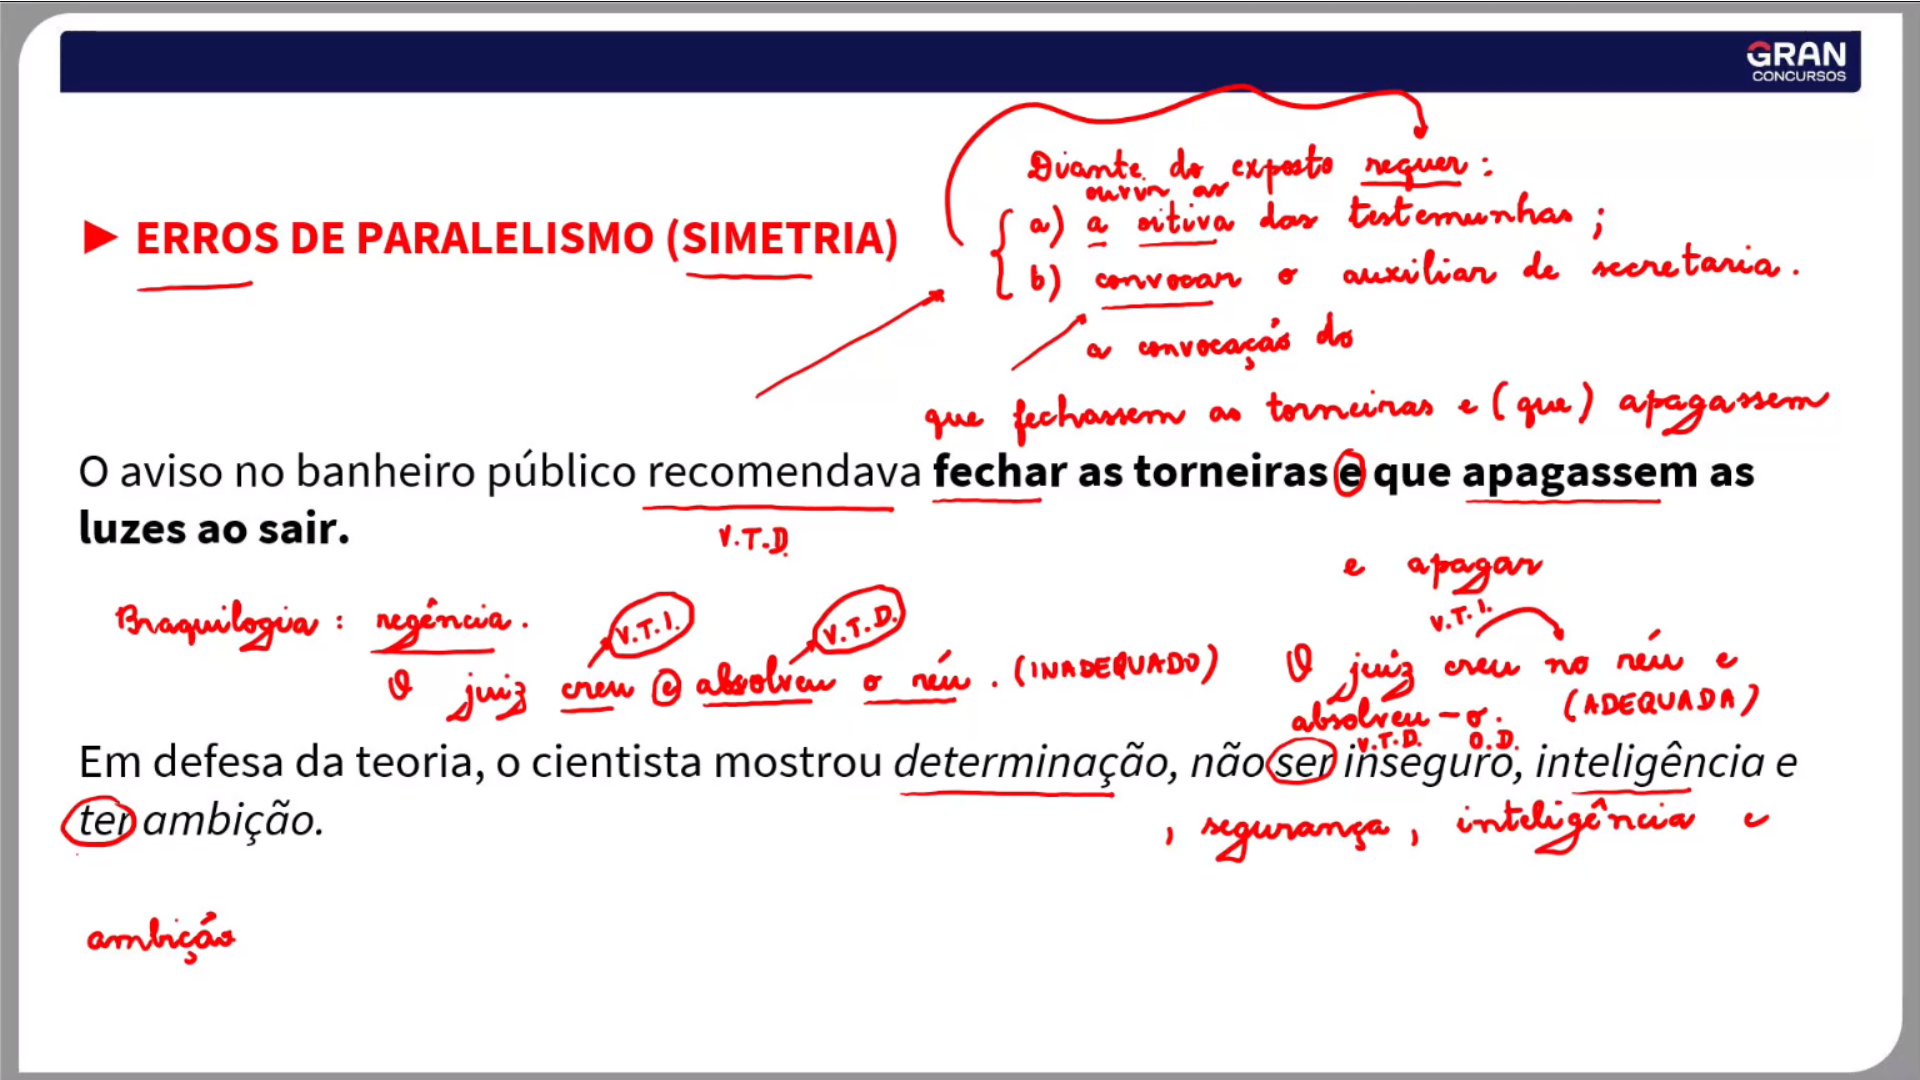 GRAN
CONCURSOS
Diante do exposto requer:
ouvir as
a) a oitiva das testemunhas;
► ERROS DE PARALELISMO (SIMETRIA)
b) convocar o auxiliar de secretaria.
a convocação do
que fechassem as torneiras e (que) apagassem
O aviso no banheiro público recomendava fechar as torneiras e que apagassem as
luzes ao sair.
V.T.D.
e apagar
Braquilogia: regência.
V.T.I. V.T.D.
V.T.I.
O juiz creu e absolveu o réu. (INADEQUADO)
O juiz creu no réu e
absolveu-o. (ADEQUADA)
V.T.D. O.D.
Em defesa da teoria, o cientista mostrou determinação, não ser inseguro, inteligência e
ter ambição.
, segurança, inteligência e
ambição